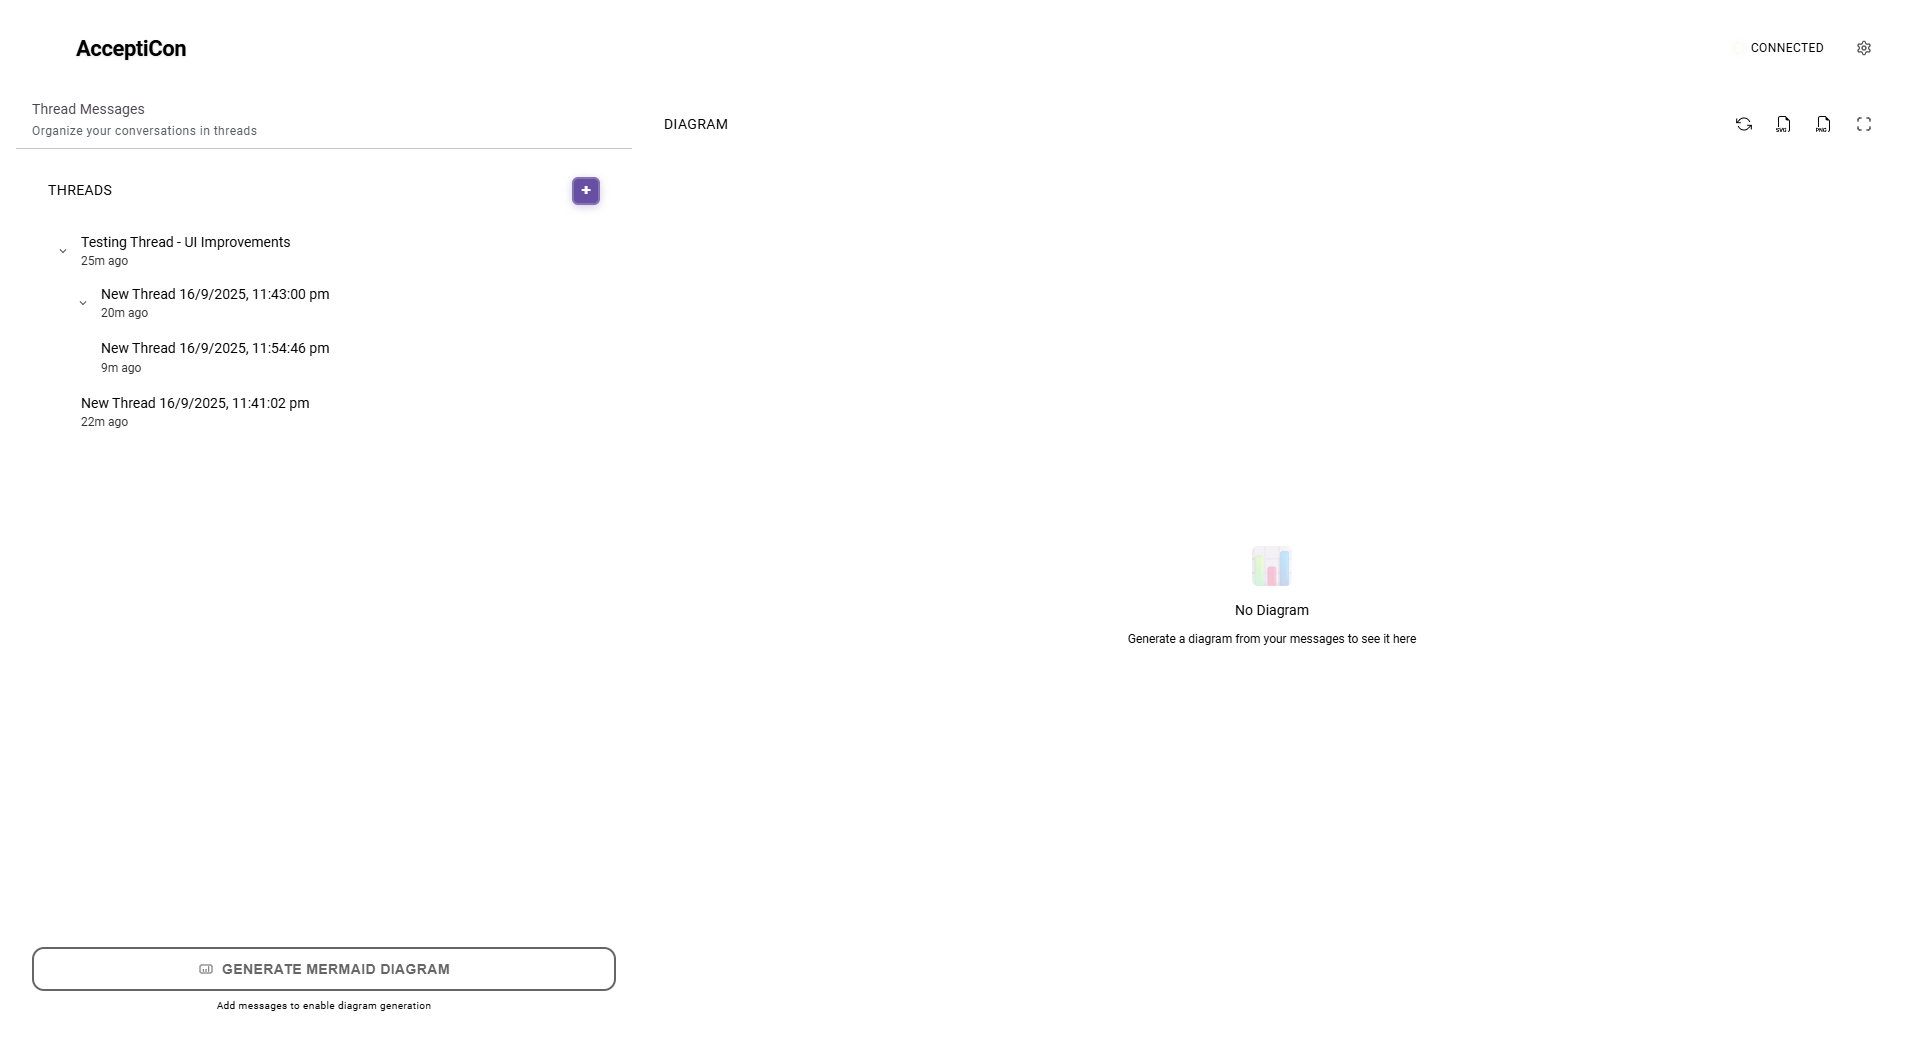 AcceptiCon
CONNECTED
Thread Messages
Organize your conversations in threads
DIAGRAM
SVG
PNG
THREADS
+
Testing Thread - UI Improvements
25m ago
New Thread 16/9/2025, 11:43:00 pm
20m ago
New Thread 16/9/2025, 11:54:46 pm
9m ago
New Thread 16/9/2025, 11:41:02 pm
22m ago
No Diagram
Generate a diagram from your messages to see it here
GENERATE MERMAID DIAGRAM
Add messages to enable diagram generation